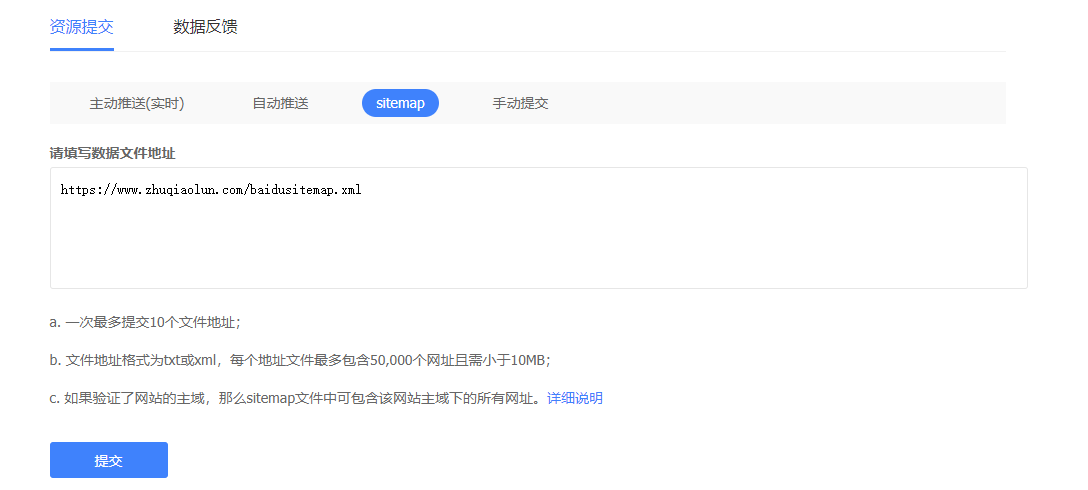 资源提交 数据反馈
主动推送(实时) 自动推送 sitemap 手动提交
请填写数据文件地址
https://www.zhuqiaolun.com/baidusitemap.xml
a. 一次最多提交10个文件地址；
b. 文件地址格式为txt或xml，每个地址文件最多包含50,000个网址且需小于10MB；
c. 如果验证了网站的主域，那么sitemap文件中可包含该网站主域下的所有网址。详细说明
提交